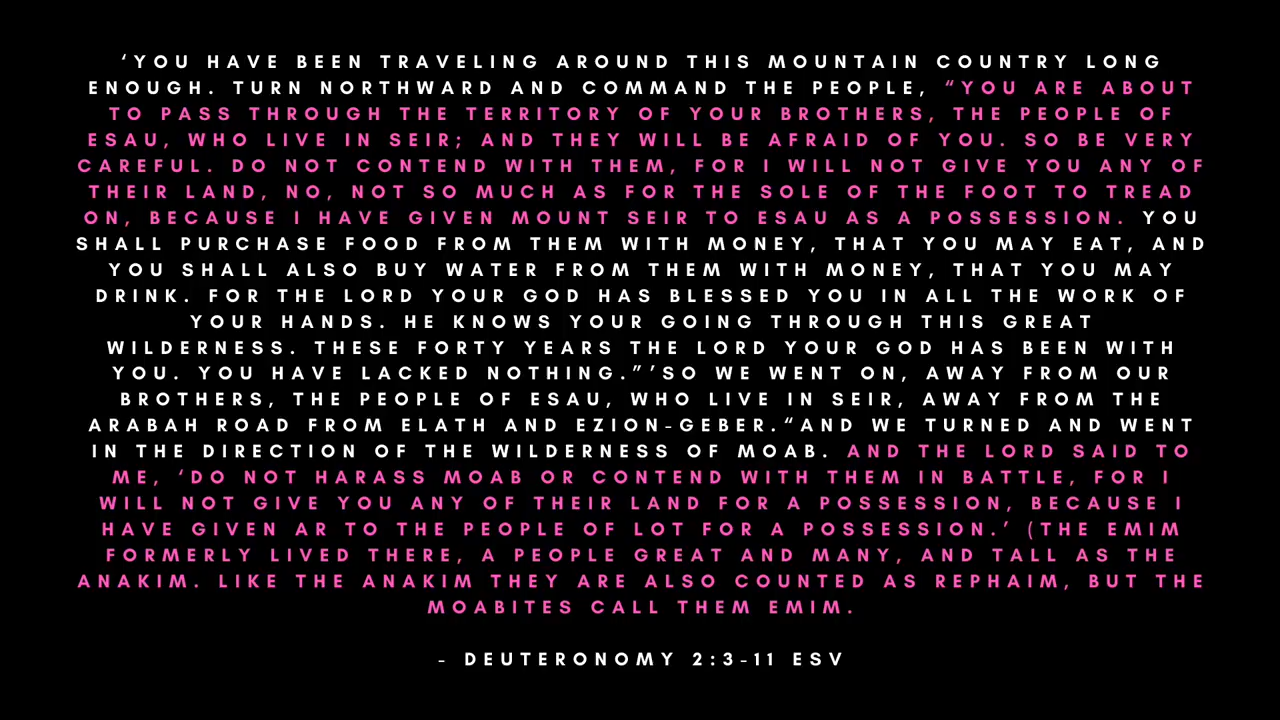 ‘YOU HAVE BEEN TRAVELING AROUND THIS MOUNTAIN COUNTRY LONG
ENOUGH. TURN NORTHWARD AND COMMAND THE PEOPLE, “YOU ARE ABOUT
TO PASS THROUGH THE TERRITORY OF YOUR BROTHERS, THE PEOPLE OF
ESAU, WHO LIVE IN SEIR; AND THEY WILL BE AFRAID OF YOU. SO BE VERY
CAREFUL. DO NOT CONTEND WITH THEM, FOR I WILL NOT GIVE YOU ANY OF
THEIR LAND, NO, NOT SO MUCH AS FOR THE SOLE OF THE FOOT TO TREAD
ON, BECAUSE I HAVE GIVEN MOUNT SEIR TO ESAU AS A POSSESSION. YOU
SHALL PURCHASE FOOD FROM THEM WITH MONEY, THAT YOU MAY EAT, AND
YOU SHALL ALSO BUY WATER FROM THEM WITH MONEY, THAT YOU MAY
DRINK. FOR THE LORD YOUR GOD HAS BLESSED YOU IN ALL THE WORK OF
YOUR HANDS. HE KNOWS YOUR GOING THROUGH THIS GREAT
WILDERNESS. THESE FORTY YEARS THE LORD YOUR GOD HAS BEEN WITH
YOU. YOU HAVE LACKED NOTHING.”’SO WE WENT ON, AWAY FROM OUR
BROTHERS, THE PEOPLE OF ESAU, WHO LIVE IN SEIR, AWAY FROM THE
ARABAH ROAD FROM ELATH AND EZION-GEBER.“AND WE TURNED AND WENT
IN THE DIRECTION OF THE WILDERNESS OF MOAB. AND THE LORD SAID TO
ME, ‘DO NOT HARASS MOAB OR CONTEND WITH THEM IN BATTLE, FOR I
WILL NOT GIVE YOU ANY OF THEIR LAND FOR A POSSESSION, BECAUSE I
HAVE GIVEN AR TO THE PEOPLE OF LOT FOR A POSSESSION.’ (THE EMIM
FORMERLY LIVED THERE, A PEOPLE GREAT AND MANY, AND TALL AS THE
ANAKIM. LIKE THE ANAKIM THEY ARE ALSO COUNTED AS REPHAIM, BUT THE
MOABITES CALL THEM EMIM.
- DEUTERONOMY 2:3-11 ESV